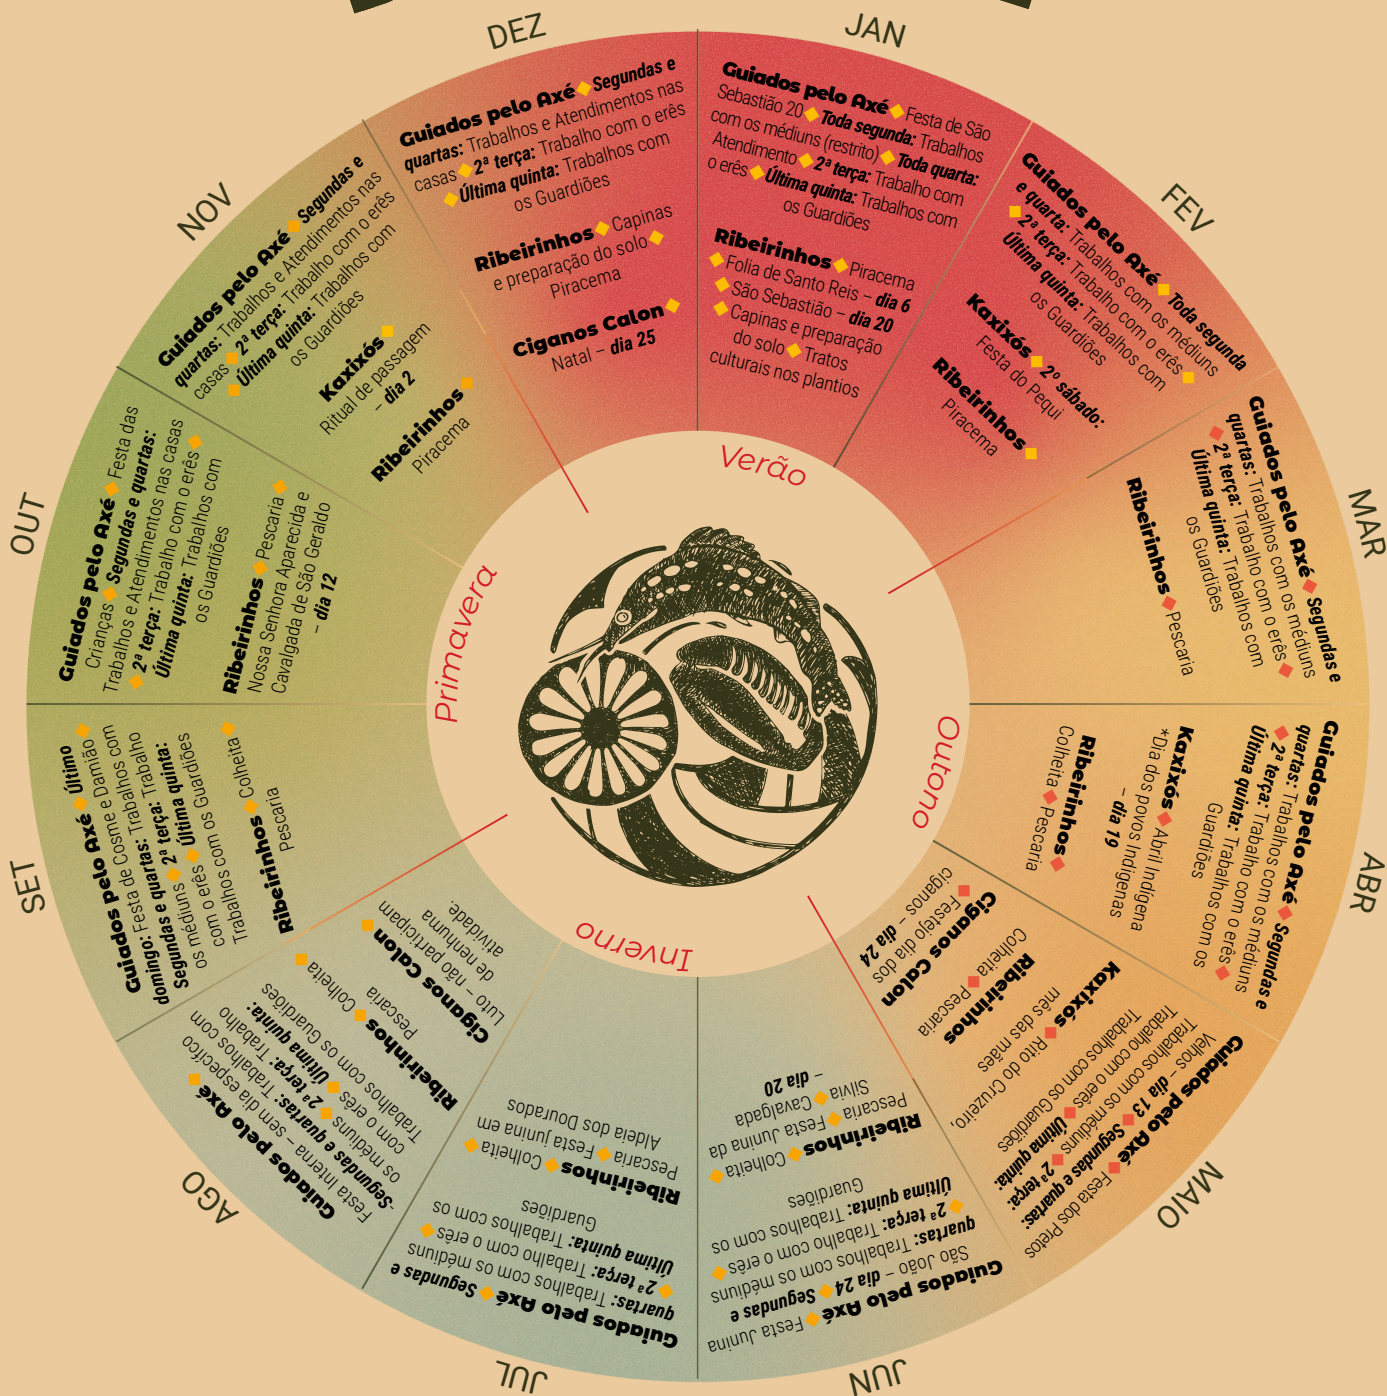 JAN
Guiados pelo Axé Festa de São
Sebastião 20 Toda segunda: Trabalhos
com os médiuns (restrito) Toda quarta:
Atendimento 2ª terça: Trabalho com
o erês Última quinta: Trabalhos com
os Guardiões
Ribeirinhos Piracema
Folia de Santo Reis – dia 6
São Sebastião – dia 20
Capinas e preparação
do solo Tratos
culturais nos plantios
FEV
Guiados pelo Axé Toda segunda
e quarta: Trabalhos com os médiuns
2ª terça: Trabalho com o erês
Última quinta: Trabalhos com
os Guardiões
Kaxixós 2º sábado:
Festa do Pequi
Ribeirinhos
Piracema
MAR
Guiados pelo Axé Segundas e
quartas: Trabalhos com os médiuns
2ª terça: Trabalho com o erês
Última quinta: Trabalhos com
os Guardiões
Ribeirinhos Pescaria
ABR
Guiados pelo Axé Segundas e
quartas: Trabalhos com os médiuns
2ª terça: Trabalho com o erês
Última quinta: Trabalhos com os
Guardiões
Kaxixós Abril Indígena
*Dia dos povos Indígenas
– dia 19
Ribeirinhos
Colheita Pescaria
MAIO
Guiados pelo Axé Festa dos Pretos
Velhos – dia 13 Segundas e quartas:
Trabalhos com os médiuns 2ª terça:
Trabalho com o erês Última quinta:
Trabalhos com os Guardiões
Kaxixós Rito do Cruzeiro,
mês das mães
Ribeirinhos
Colheita Pescaria
Ciganos Calon
Festejo dia dos
ciganos – dia 24
JUN
Guiados pelo Axé Festa Junina
São João – dia 24 Segundas e
quartas: Trabalhos com os médiuns
2ª terça: Trabalho com o erês
Última quinta: Trabalhos com os
Guardiões
Ribeirinhos Colheita
Pescaria Festa Junina da
Silvia Cavalgada
– dia 20
JUL
Guiados pelo Axé Segundas e
quartas: Trabalhos com os médiuns
2ª terça: Trabalho com o erês
Última quinta: Trabalhos com os
Guardiões
Ribeirinhos Colheita
Pescaria Festa junina em
Aldeia dos Dourados
AGO
Guiados pelo Axé
Festa Interna – sem dia específico
-Segundas e quartas: Trabalhos com
os médiuns 2ª terça: Trabalho
com o erês Última quinta:
Trabalhos com os Guardiões
Ribeirinhos Colheita
Pescaria
Ciganos Calon
Luto – não participam
de nenhuma
atividade.
SET
Guiados pelo Axé Último
domingo: Festa de Cosme e Damião
Segundas e quartas: Trabalhos com
os médiuns 2ª terça: Trabalho
com o erês Última quinta:
Trabalhos com os Guardiões
Ribeirinhos Colheita
Pescaria
OUT
Guiados pelo Axé Festa das
Crianças Segundas e quartas:
Trabalhos e Atendimentos nas casas
2ª terça: Trabalho com o erês
Última quinta: Trabalhos com
os Guardiões
Ribeirinhos Pescaria
Nossa Senhora Aparecida e
Cavalgada de São Geraldo
– dia 12
NOV
Guiados pelo Axé Segundas e
quartas: Trabalhos e Atendimentos nas
casas 2ª terça: Trabalho com o erês
Última quinta: Trabalhos com
os Guardiões
Kaxixós
Ritual de passagem
– dia 2
Ribeirinhos
Piracema
DEZ
Guiados pelo Axé Segundas e
quartas: Trabalhos e Atendimentos nas
casas 2ª terça: Trabalho com o erês
Última quinta: Trabalhos com
os Guardiões
Ribeirinhos Capinas
e preparação do solo
Piracema
Ciganos Calon
Natal – dia 25
Verão
Outono
Inverno
Primavera